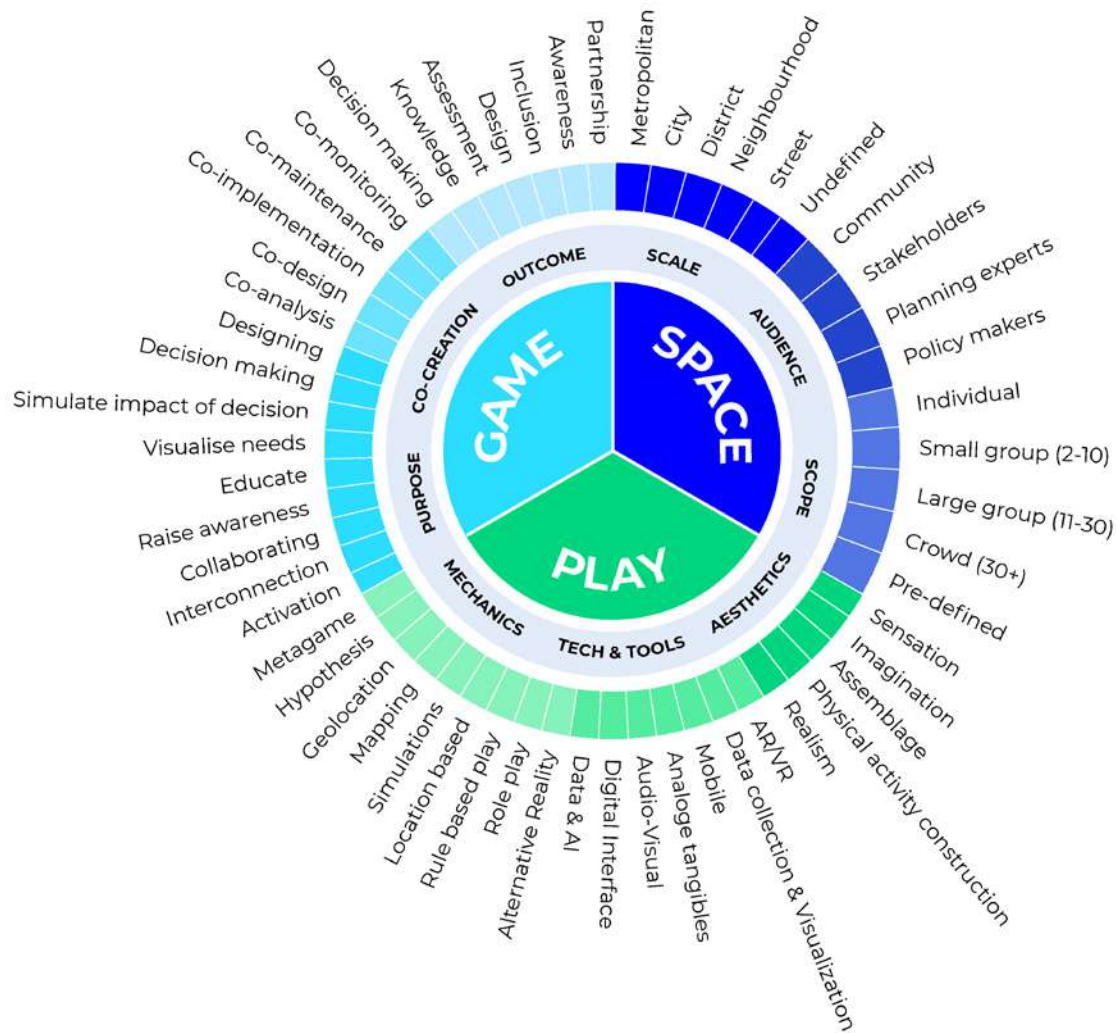 GAME
SPACE
PLAY
OUTCOME
SCALE
AUDIENCE
SCOPE
AESTHETICS
TECH & TOOLS
MECHANICS
PURPOSE
CO-CREATION
Metropolitan
City
District
Neighbourhood
Street
Undefined
Community
Stakeholders
Planning experts
Policy makers
Individual
Small group (2-10)
Large group (11-30)
Crowd (30+)
Pre-defined
Sensation
Imagination
Assemblage
Physical activity construction
Realism
AR/VR
Data collection & Visualization
Mobile
Analoge tangibles
Audio-Visual
Digital Interface
Data & AI
Alternative Reality
Role play
Rule based play
Location based
Simulations
Mapping
Geolocation
Hypothesis
Metagame
Activation
Interconnection
Collaborating
Raise awareness
Educate
Visualise needs
Simulate impact of decision
Decision making
Designing
Co-analysis
Co-design
Co-implementation
Co-maintenance
Co-monitoring
Decision making
Knowledge
Assessment
Design
Inclusion
Awareness
Partnership